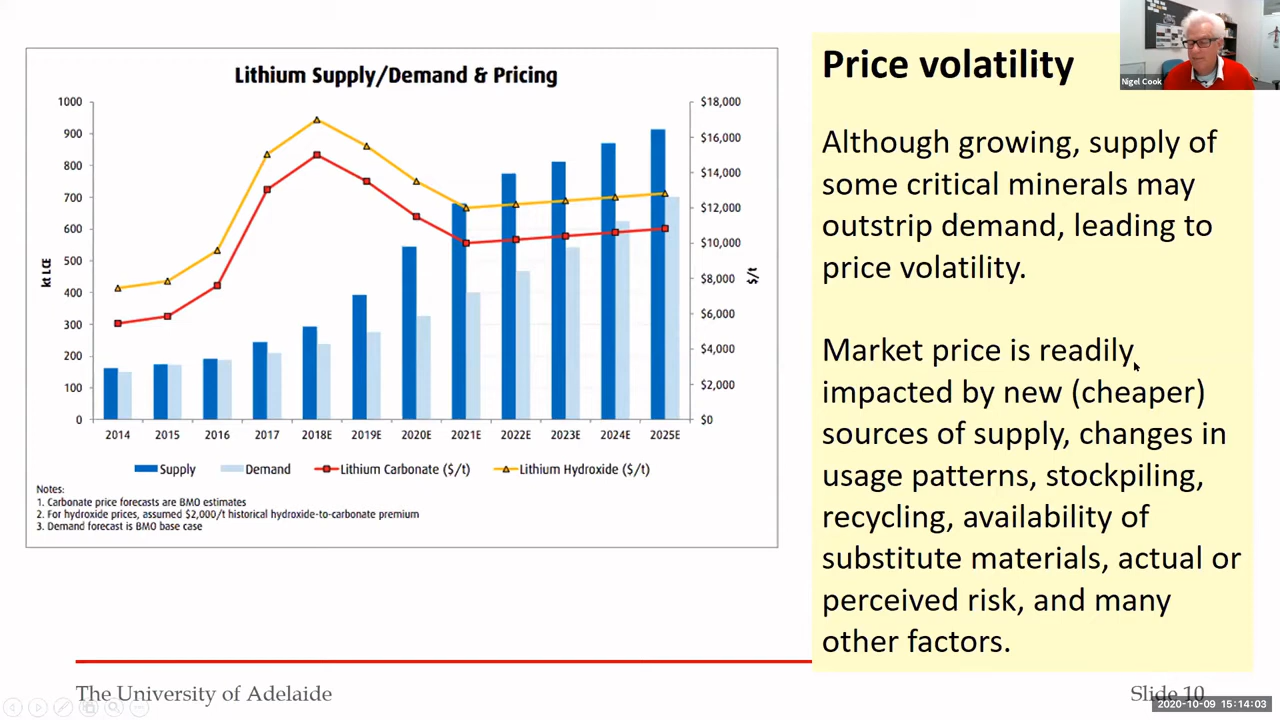 Lithium Supply/Demand & Pricing
1000
900
800
700
600
500
400
300
200
100
0
kt LCE
$18,000
$16,000
$14,000
$12,000
$10,000
$8,000
$6,000
$4,000
$2,000
$0
$/t
2014 2015 2016 2017 2018E 2019E 2020E 2021E 2022E 2023E 2024E 2025E
Supply Demand Lithium Carbonate ($/t) Lithium Hydroxide ($/t)
Notes:
1. Carbonate price forecasts are BMO estimates
2. For hydroxide prices, assumed $2,000/t historical hydroxide-to-carbonate premium
3. Demand forecast is BMO base case
Price volatility
Although growing, supply of
some critical minerals may
outstrip demand, leading to
price volatility.
Market price is readily
impacted by new (cheaper)
sources of supply, changes in
usage patterns, stockpiling,
recycling, availability of
substitute materials, actual or
perceived risk, and many
other factors.
Nigel Cook
The University of Adelaide
Slide 10
2020-10-09 15:14:03